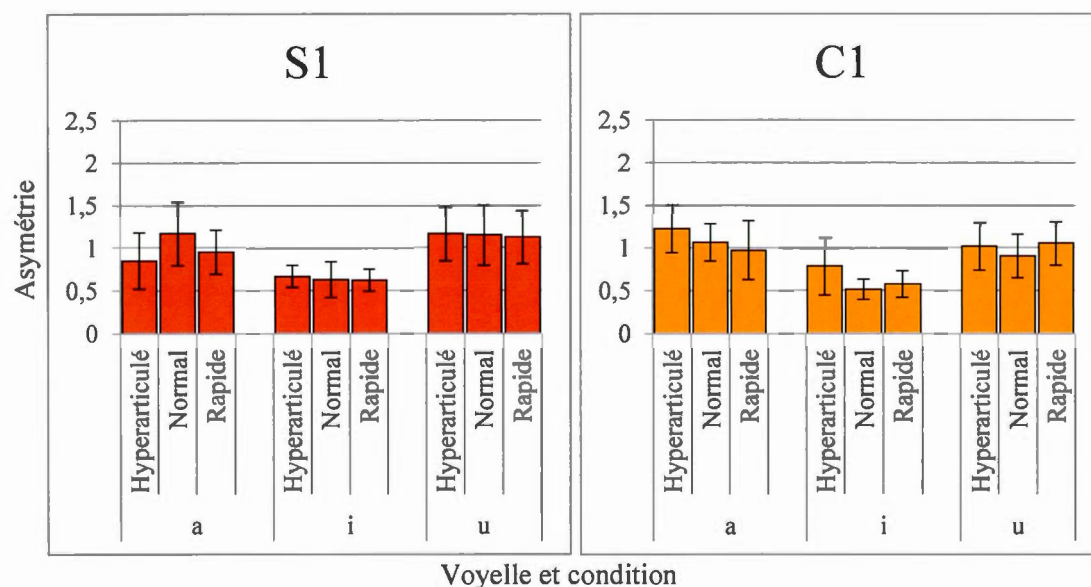 S1
Asymétrie
2,5
2
1,5
1
0,5
0
Hyperarticulé
Normal
Rapide
Hyperarticulé
Normal
Rapide
Hyperarticulé
Normal
Rapide
a
i
u
C1
2,5
2
1,5
1
0,5
0
Hyperarticulé
Normal
Rapide
Hyperarticulé
Normal
Rapide
Hyperarticulé
Normal
Rapide
a
i
u
Voyelle et condition